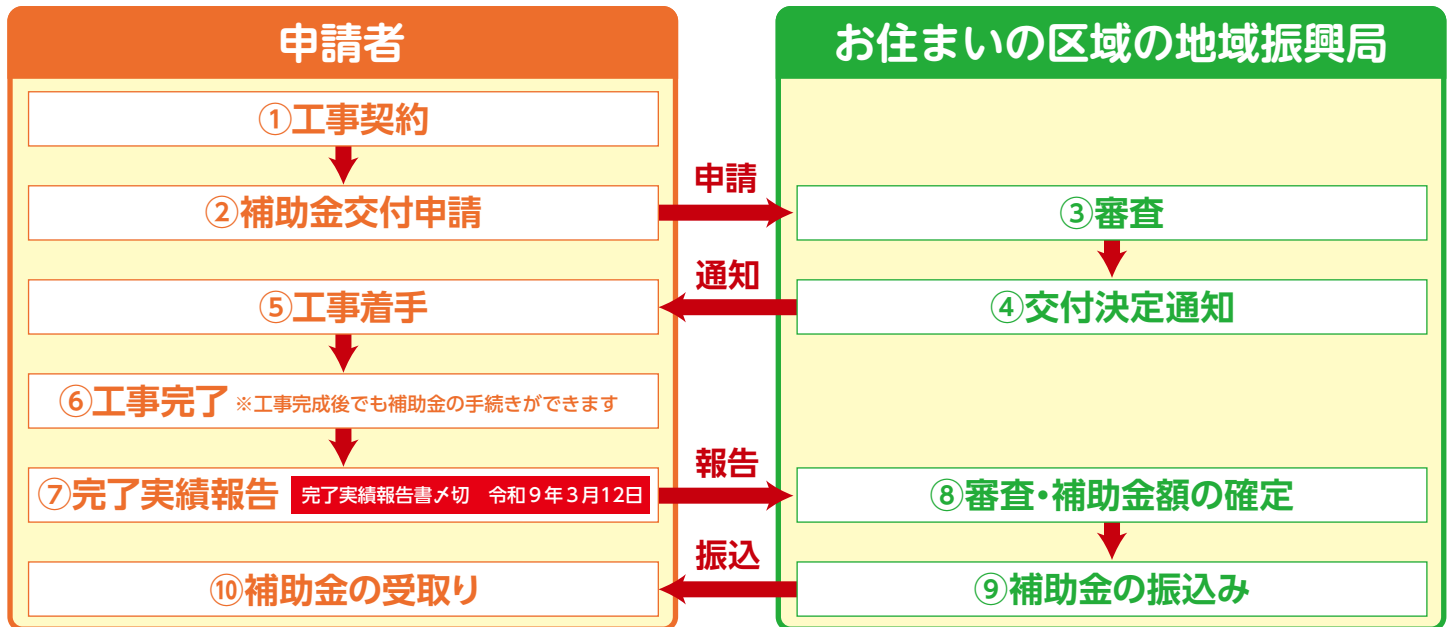 申請者
お住まいの区域の地域振興局
①工事契約
②補助金交付申請
申請
③審査
④交付決定通知
通知
⑤工事着手
⑥工事完了 ※工事完成後でも補助金の手続きができます
⑦完了実績報告 完了実績報告書〆切 令和9年3月12日
報告
⑧審査・補助金額の確定
⑨補助金の振込み
振込
⑩補助金の受取り